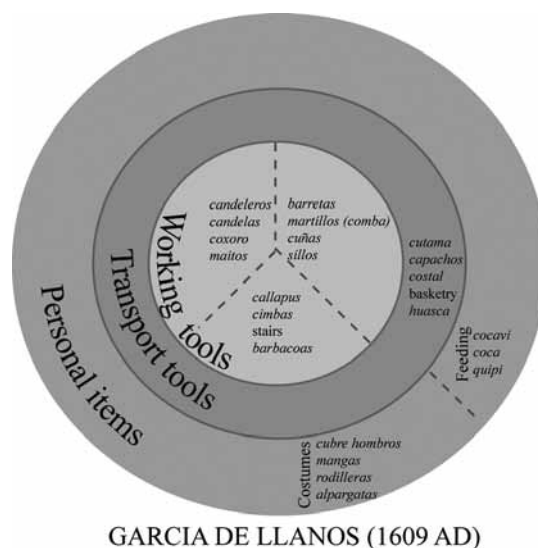 candeleros
candelas
coxoro
maitos
barretas
martillos (comba)
cuñas
sillos
callapus
cimbas
stairs
barbacoas
Working tools
cutama
capachos
costal
basketry
huasca
Transport tools
Feeding
cocavi
coca
quipi
Costumes
cubre hombros
mangas
rodilleras
alpargatas
Personal items
GARCIA DE LLANOS (1609 AD)